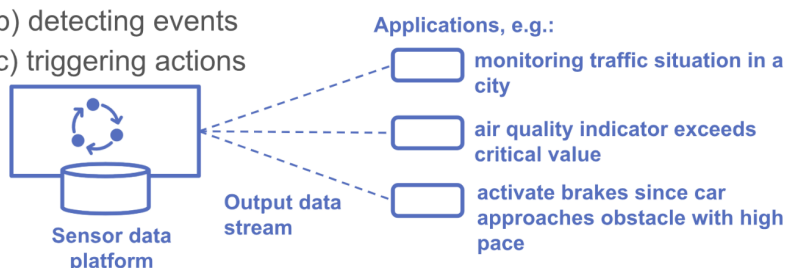 b) detecting events
c) triggering actions
Applications, e.g.:
monitoring traffic situation in a
city
air quality indicator exceeds
critical value
activate brakes since car
approaches obstacle with high
pace
Output data
stream
Sensor data
platform